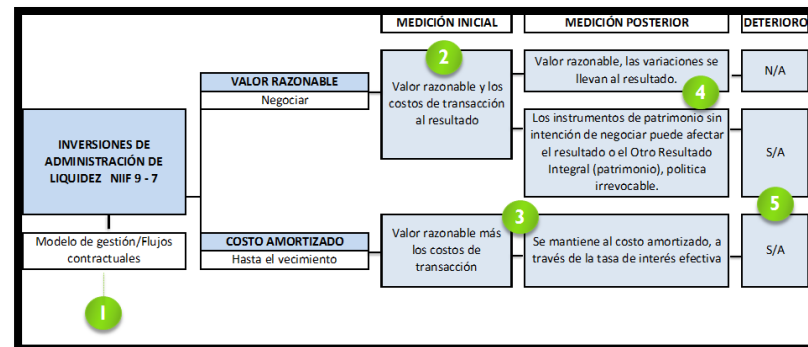 MEDICIÓN INICIAL
MEDICIÓN POSTERIOR
DETERIORO
2
VALOR RAZONABLE
Negociar
Valor razonable y los
costos de transacción
al resultado
Valor razonable, las variaciones se
llevan al resultado.
N/A
4
Los instrumentos de patrimonio sin
intención de negociar puede afectar
el resultado o el Otro Resultado
Integral (patrimonio), politica
irrevocable.
S/A
INVERSIONES DE
ADMINISTRACIÓN DE
LIQUIDEZ NIIF 9 - 7
Modelo de gestión/Flujos
contractuales
1
COSTO AMORTIZADO
Hasta el vecimiento
3
Valor razonable más
los costos de
transacción
Se mantiene al costo amortizado, a
través de la tasa de interés efectiva
5
S/A